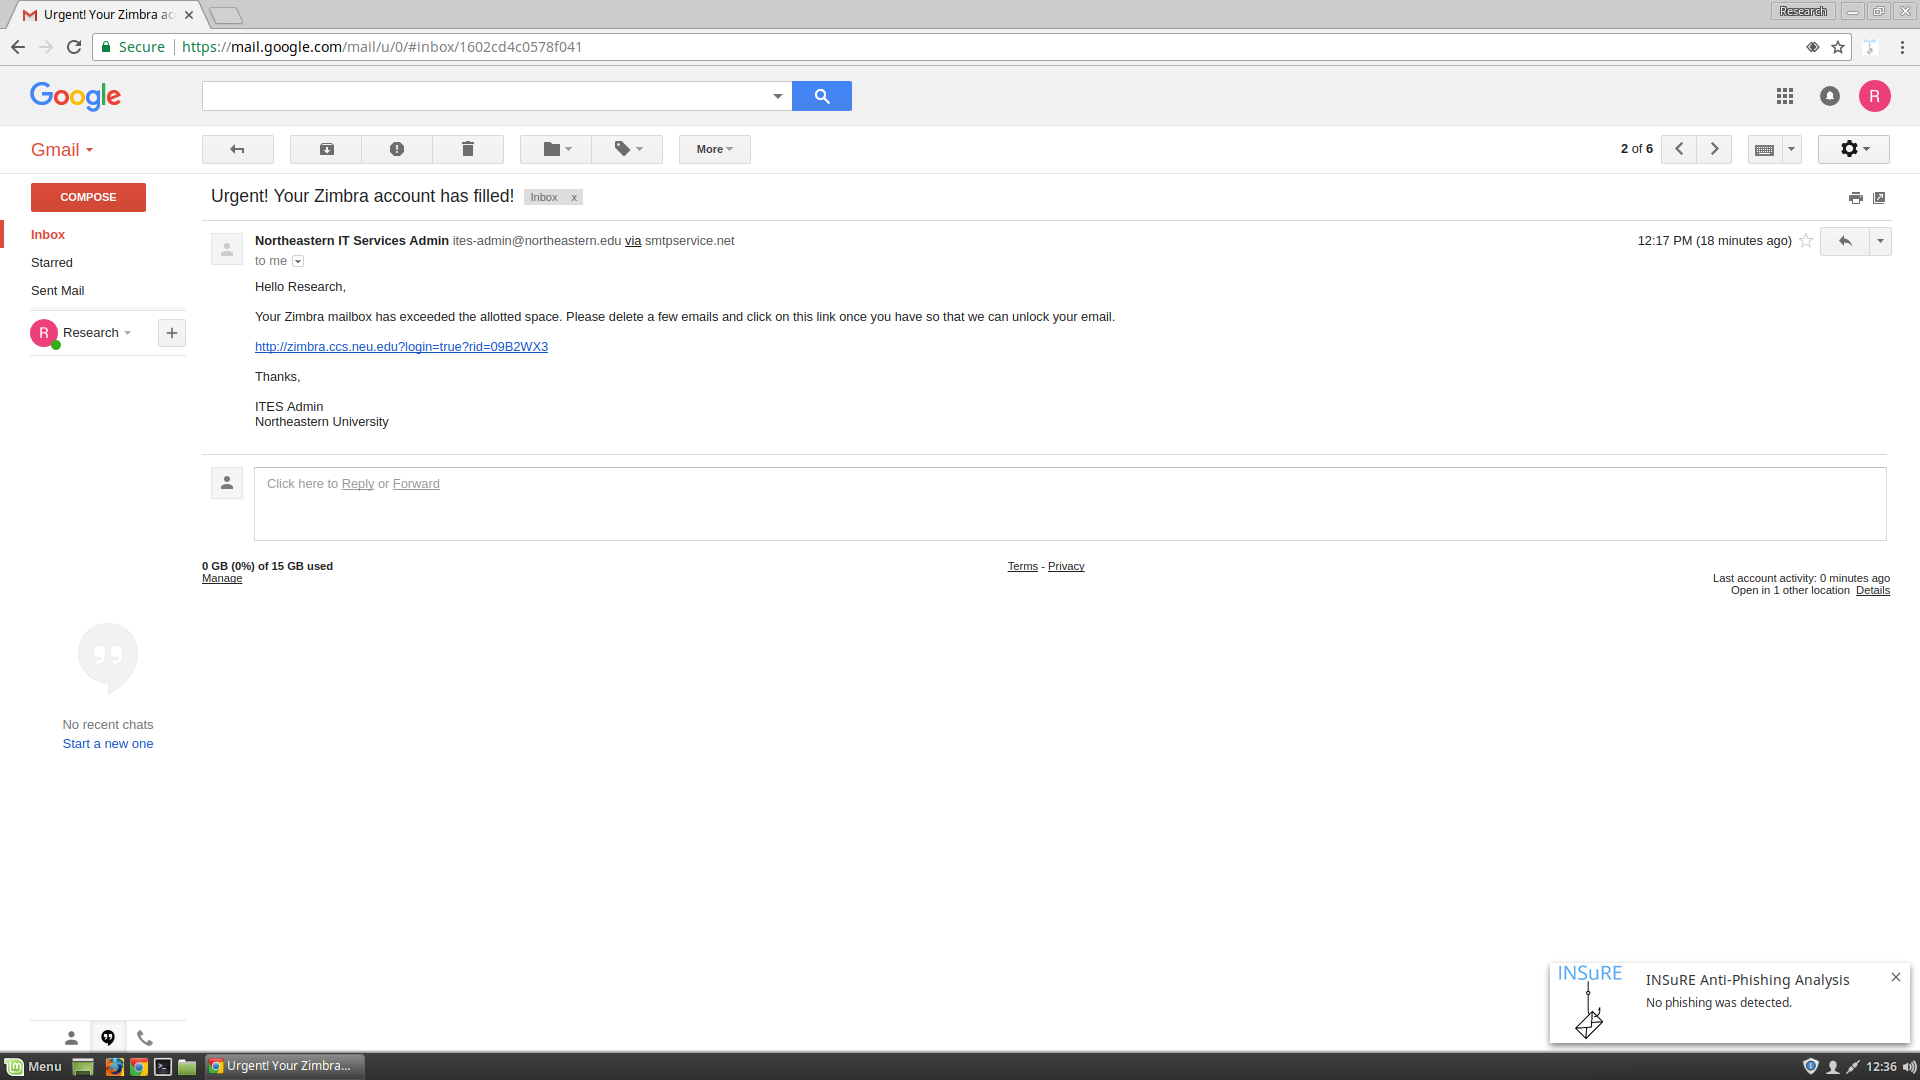 Urgent! Your Zimbra ac
Research
Secure https://mail.google.com/mail/u/0/#inbox/1602cd4c0578f041
Google
R
Gmail
More
2 of 6
COMPOSE
Urgent! Your Zimbra account has filled! Inbox x
Inbox
Starred
Sent Mail
R Research
Northeastern IT Services Admin ites-admin@northeastern.edu via smtpservice.net
12:17 PM (18 minutes ago)
to me
Hello Research,
Your Zimbra mailbox has exceeded the allotted space. Please delete a few emails and click on this link once you have so that we can unlock your email.
http://zimbra.ccs.neu.edu?login=true?rid=09B2WX3
Thanks,
ITES Admin
Northeastern University
Click here to Reply or Forward
0 GB (0%) of 15 GB used
Manage
Terms - Privacy
Last account activity: 0 minutes ago
Open in 1 other location Details
No recent chats
Start a new one
INSuRE
INSuRE Anti-Phishing Analysis
No phishing was detected.
Menu
Urgent! Your Zimbra...
12:36